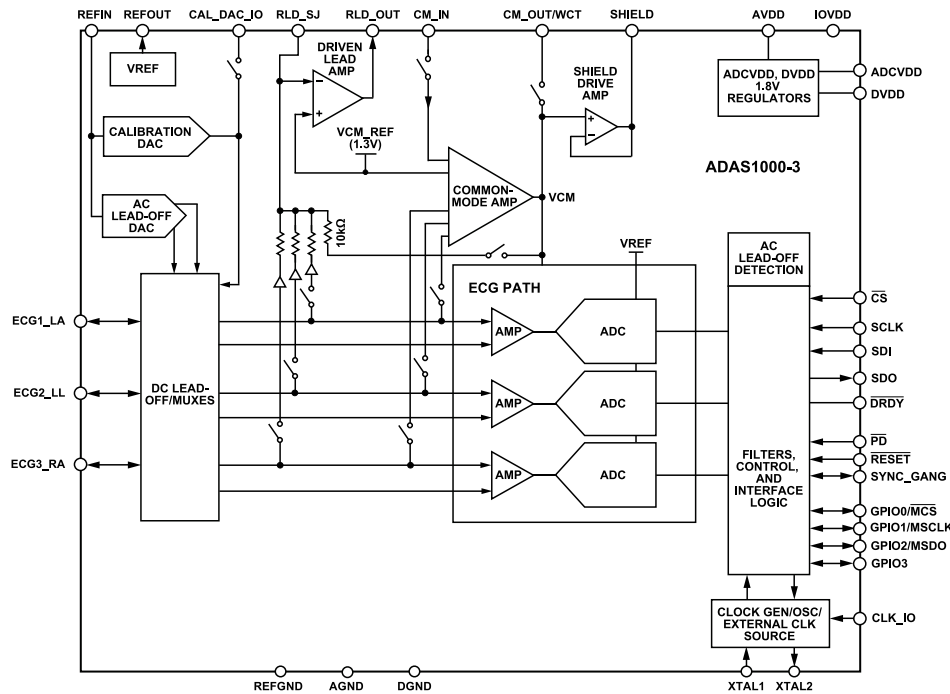 REFIN
REFOUT
CAL_DAC_IO
RLD_SJ
RLD_OUT
CM_IN
CM_OUT/WCT
SHIELD
AVDD
IOVDD
VREF
DRIVEN
LEAD
AMP
–
+
SHIELD
DRIVE
AMP
+
–
ADCVDD, DVDD
1.8V
REGULATORS
ADCVDD
DVDD
CALIBRATION
DAC
VCM_REF
(1.3V)
ADAS1000-3
COMMON-
MODE AMP
VCM
AC
LEAD-OFF
DAC
10kΩ
VREF
AC
LEAD-OFF
DETECTION
ECG PATH
ECG1_LA
ECG2_LL
ECG3_RA
DC LEAD-
OFF/MUXES
AMP
ADC
AMP
ADC
AMP
ADC
FILTERS,
CONTROL,
AND
INTERFACE
LOGIC
CS
SCLK
SDI
SDO
DRDY
PD
RESET
SYNC_GANG
GPIO0/MCS
GPIO1/MSCLK
GPIO2/MSDO
GPIO3
CLOCK GEN/OSC/
EXTERNAL CLK
SOURCE
CLK_IO
REFGND
AGND
DGND
XTAL1
XTAL2